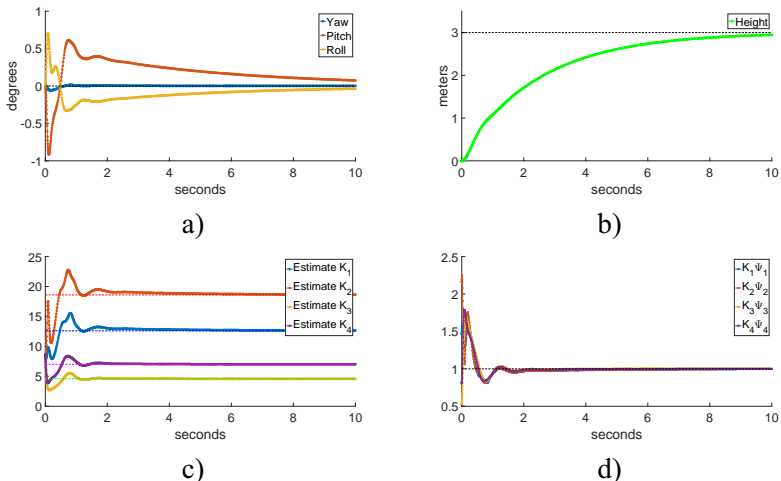 1
0.5
0
-0.5
-1
degrees
Yaw
Pitch
Roll
0 2 4 6 8 10
seconds
a)
3
2
1
0
meters
Height
0 2 4 6 8 10
seconds
b)
25
20
15
10
5
0
Estimate K₁
Estimate K₂
Estimate K₃
Estimate K₄
0 2 4 6 8 10
seconds
c)
2.5
2
1.5
1
0.5
K₁Ψ₁
K₂Ψ₂
K₃Ψ₃
K₄Ψ₄
0 2 4 6 8 10
seconds
d)